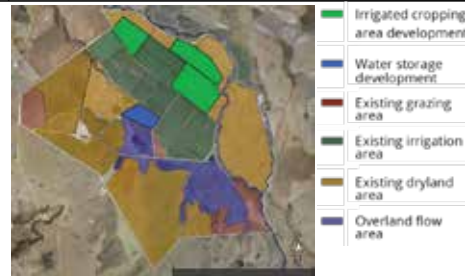 Irrigated cropping
area development
Water storage
development
Existing grazing
area
Existing irrigation
area
Existing dryland
area
Overland flow
area